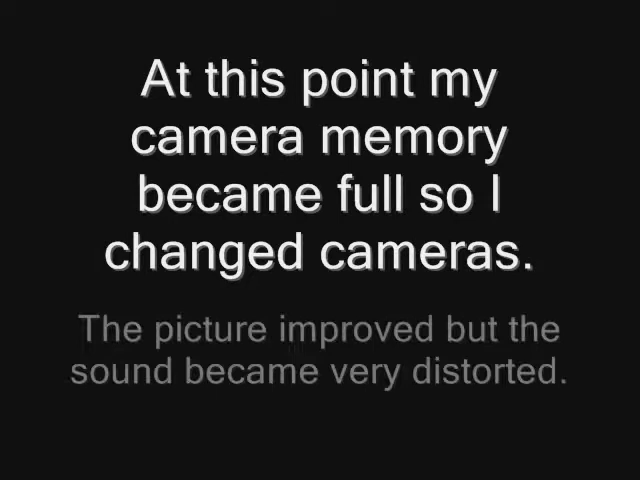 At this point my
camera memory
became full so I
changed cameras.
The picture improved but the
sound became very distorted.